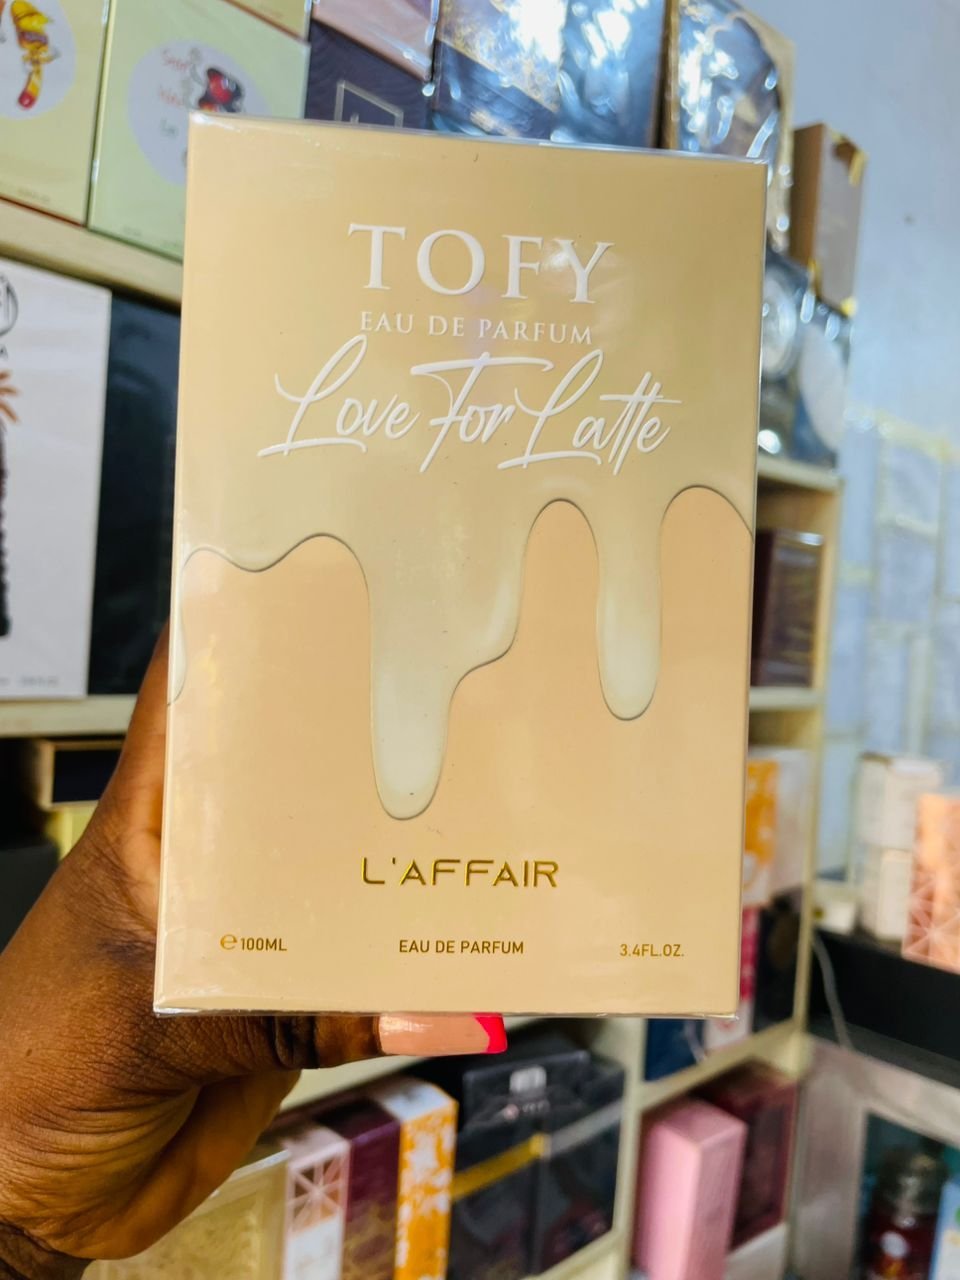 TOFY
EAU DE PARFUM
Love For Latte
L'AFFAIR
℮100ML
EAU DE PARFUM
3.4FL.OZ.